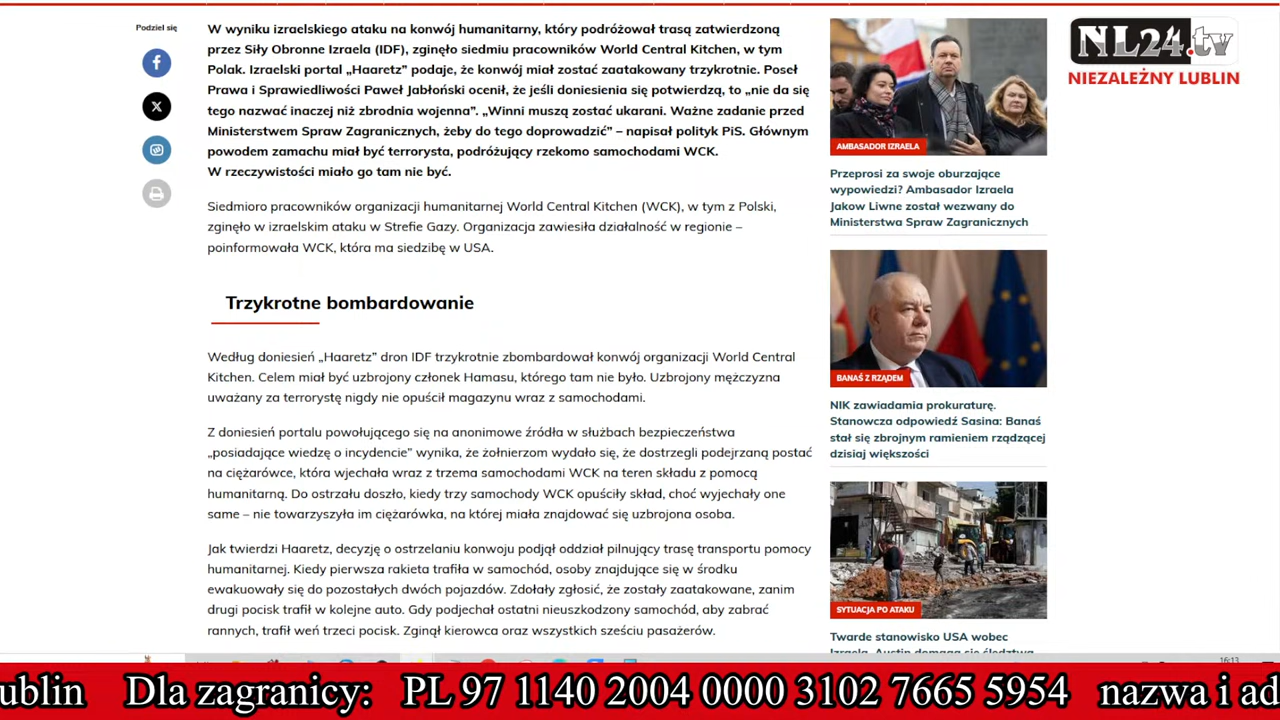 Podziel się
W wyniku izraelskiego ataku na konwój humanitarny, który podróżował trasą zatwierdzoną
przez Siły Obronne Izraela (IDF), zginęło siedmiu pracowników World Central Kitchen, w tym
Polak. Izraelski portal „Haaretz” podaje, że konwój miał zostać zaatakowany trzykrotnie. Poseł
Prawa i Sprawiedliwości Paweł Jabłoński ocenił, że jeśli doniesienia się potwierdzą, to „nie da się
tego nazwać inaczej niż zbrodnia wojenna”. „Winni muszą zostać ukarani. Ważne zadanie przed
Ministerstwem Spraw Zagranicznych, żeby do tego doprowadzić” – napisał polityk PiS. Głównym
powodem zamachu miał być terrorysta, podróżujący rzekomo samochodami WCK.
W rzeczywistości miało go tam nie być.
Siedmioro pracowników organizacji humanitarnej World Central Kitchen (WCK), w tym z Polski,
zginęło w izraelskim ataku w Strefie Gazy. Organizacja zawiesiła działalność w regionie –
poinformowała WCK, która ma siedzibę w USA.
Trzykrotne bombardowanie
Według doniesień „Haaretz” dron IDF trzykrotnie zbombardował konwój organizacji World Central
Kitchen. Celem miał być uzbrojony członek Hamasu, którego tam nie było. Uzbrojony mężczyzna
uważany za terrorystę nigdy nie opuścił magazynu wraz z samochodami.
Z doniesień portalu powołującego się na anonimowe źródła w służbach bezpieczeństwa
„posiadające wiedzę o incydencie” wynika, że żołnierzom wydało się, że dostrzegli podejrzaną postać
na ciężarówce, która wjechała wraz z trzema samochodami WCK na teren składu z pomocą
humanitarną. Do ostrzału doszło, kiedy trzy samochody WCK opuściły skład, choć wyjechały one
same – nie towarzyszyła im ciężarówka, na której miała znajdować się uzbrojona osoba.
Jak twierdzi Haaretz, decyzję o ostrzelaniu konwoju podjął oddział pilnujący trasę transportu pomocy
humanitarnej. Kiedy pierwsza rakieta trafiła w samochód, osoby znajdujące się w środku
ewakuowały się do pozostałych dwóch pojazdów. Zdołały zgłosić, że zostały zaatakowane, zanim
drugi pocisk trafił w kolejne auto. Gdy podjechał ostatni nieuszkodzony samochód, aby zabrać
rannych, trafił weń trzeci pocisk. Zginął kierowca oraz wszystkich sześciu pasażerów.
AMBASADOR IZRAELA
Przeprosi za swoje oburzające
wypowiedzi? Ambasador Izraela
Jakow Liwne został wezwany do
Ministerstwa Spraw Zagranicznych
BANAŚ Z RZĄDEM
NIK zawiadamia prokuraturę.
Stanowcza odpowiedź Sasina: Banaś
stał się zbrojnym ramieniem rządzącej
dzisiaj większości
SYTUACJA PO ATAKU
Twarde stanowisko USA wobec
Izraela. Austin domaga się śledztwa
NL24.tv
NIEZALEŻNY LUBLIN
16:13
ublin Dla zagranicy: PL 97 1140 2004 0000 3102 7665 5954 nazwa i ad